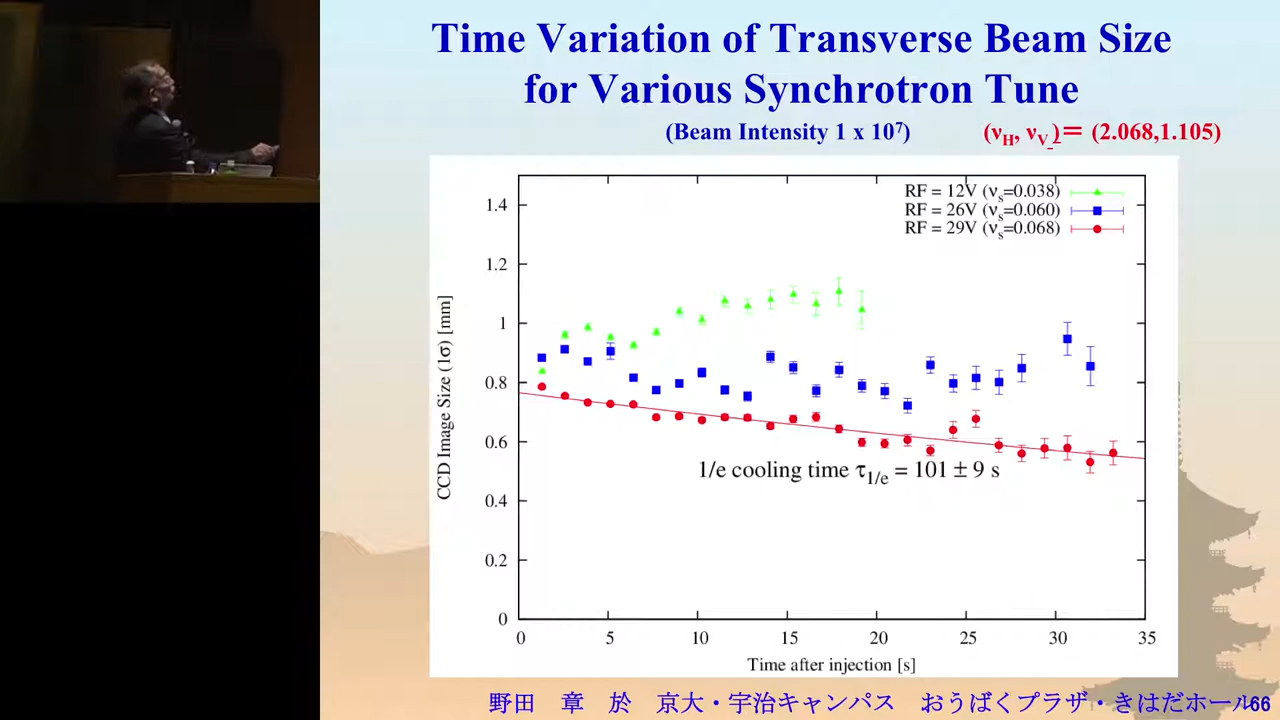 Time Variation of Transverse Beam Size
for Various Synchrotron Tune
(Beam Intensity 1 x 10⁷) (νH, νV )＝ (2.068,1.105)
RF = 12V (νs=0.038)
RF = 26V (νs=0.060)
RF = 29V (νs=0.068)
1.4
1.2
1
0.8
0.6
0.4
0.2
0
CCD Image Size (1σ) [mm]
1/e cooling time τ1/e = 101 ± 9 s
0 5 10 15 20 25 30 35
Time after injection [s]
野田 章 於 京大・宇治キャンパス おうばくプラザ・きはだホール 66